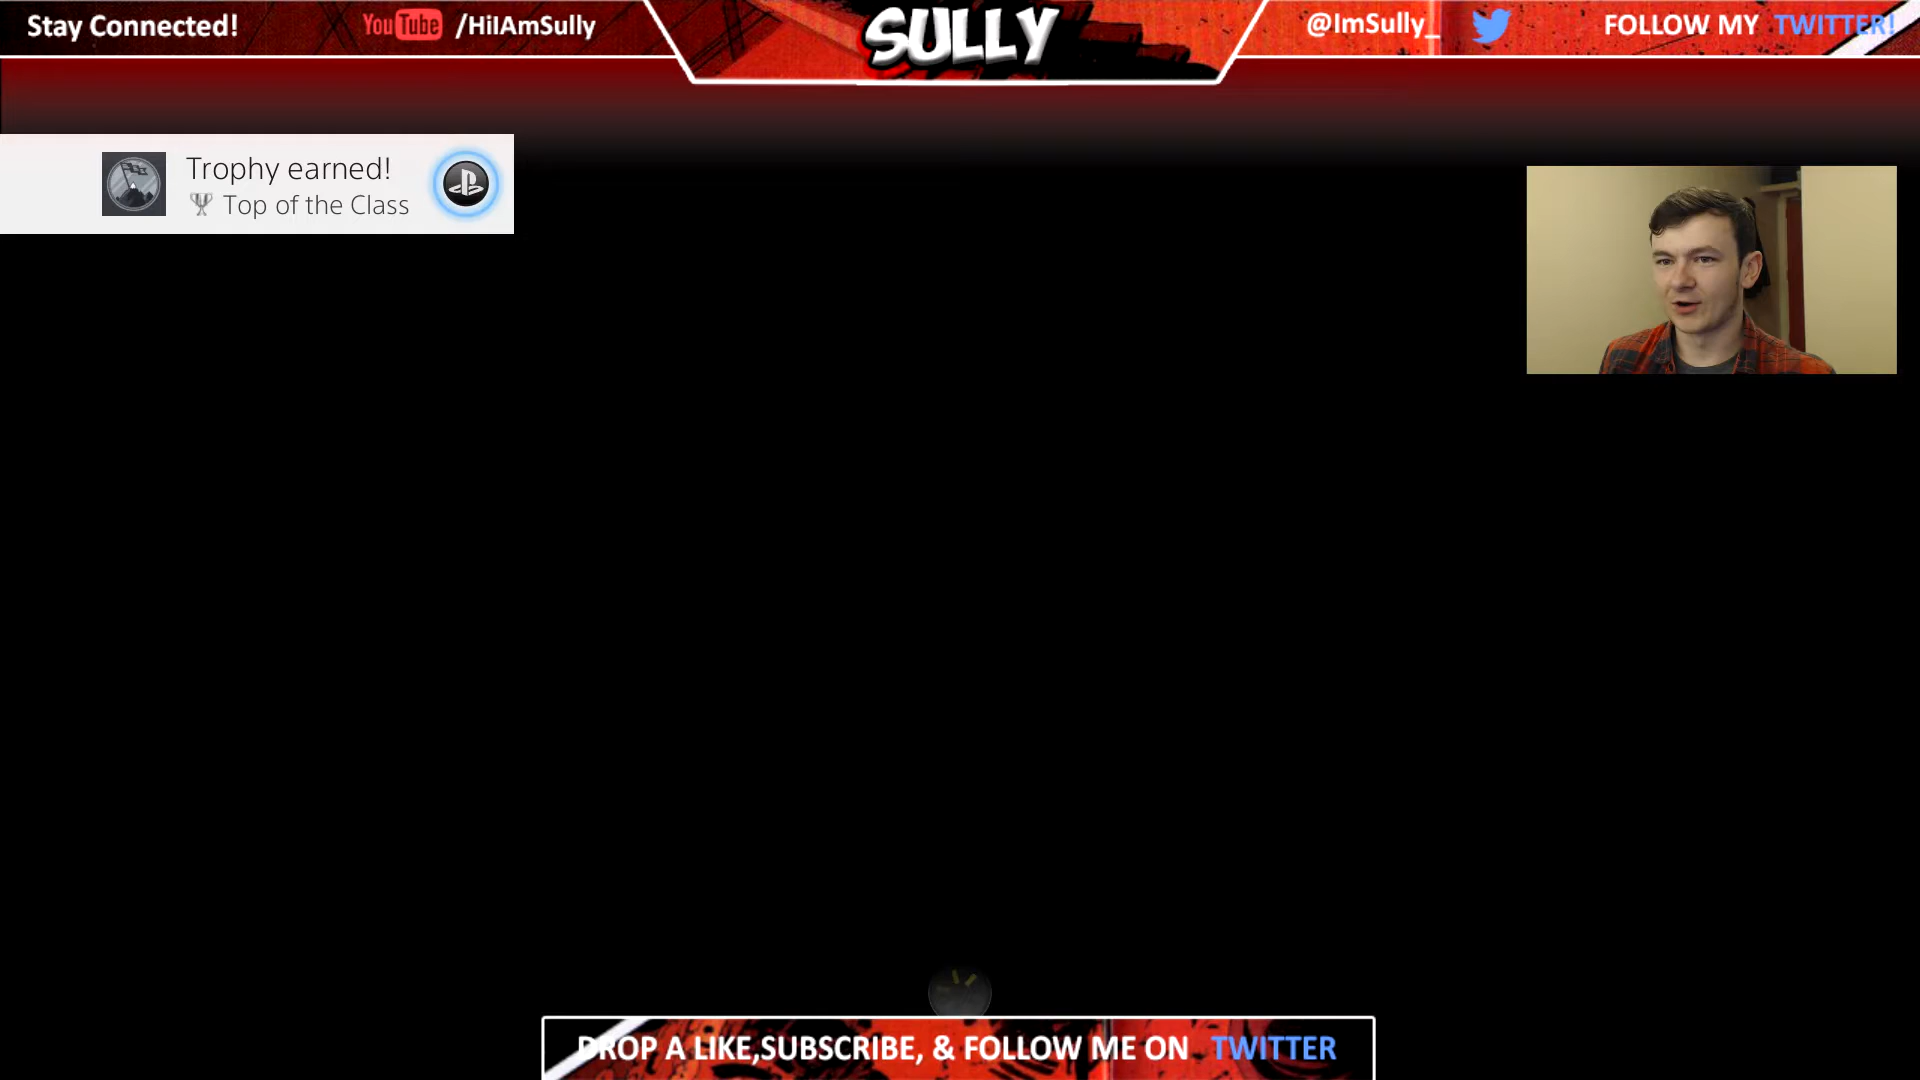 Stay Connected!
YouTube /HiIAmSully
SULLY
@ImSully_
FOLLOW MY TWITTER!
Trophy earned!
Top of the Class
DROP A LIKE,SUBSCRIBE, & FOLLOW ME ON TWITTER